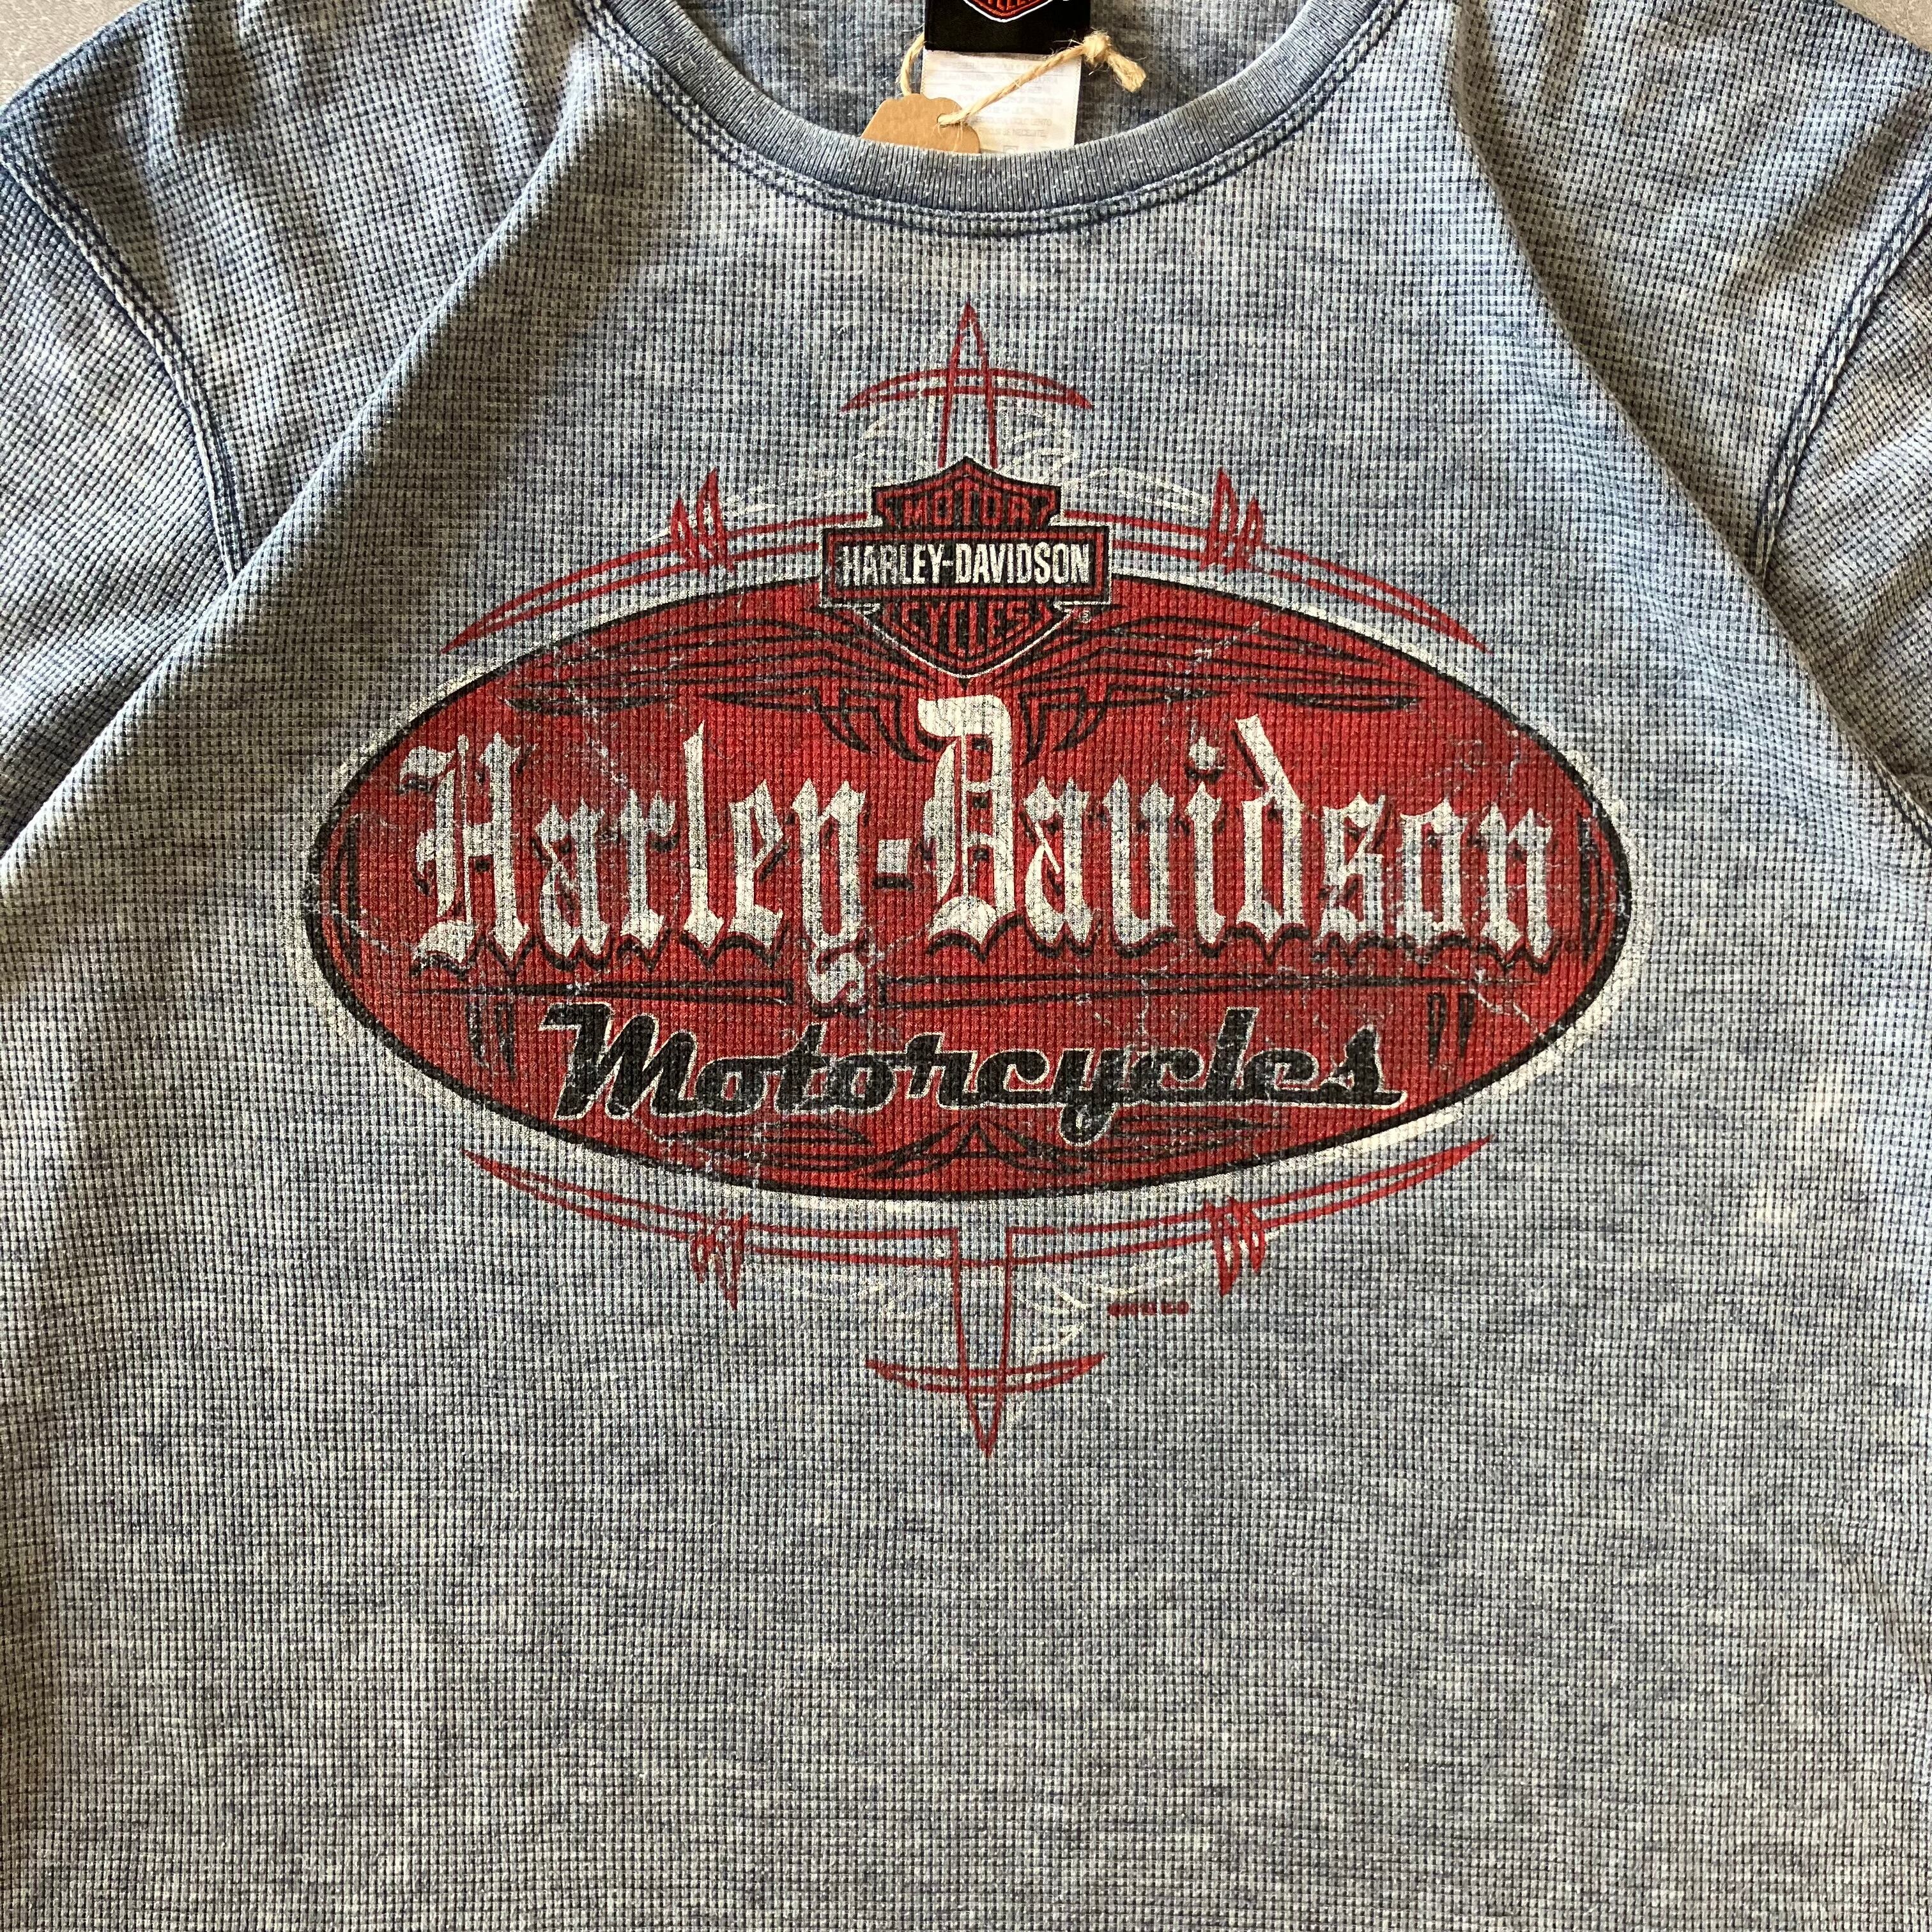 MOTOR
HARLEY-DAVIDSON
CYCLES
Harley-Davidson
Motorcycles